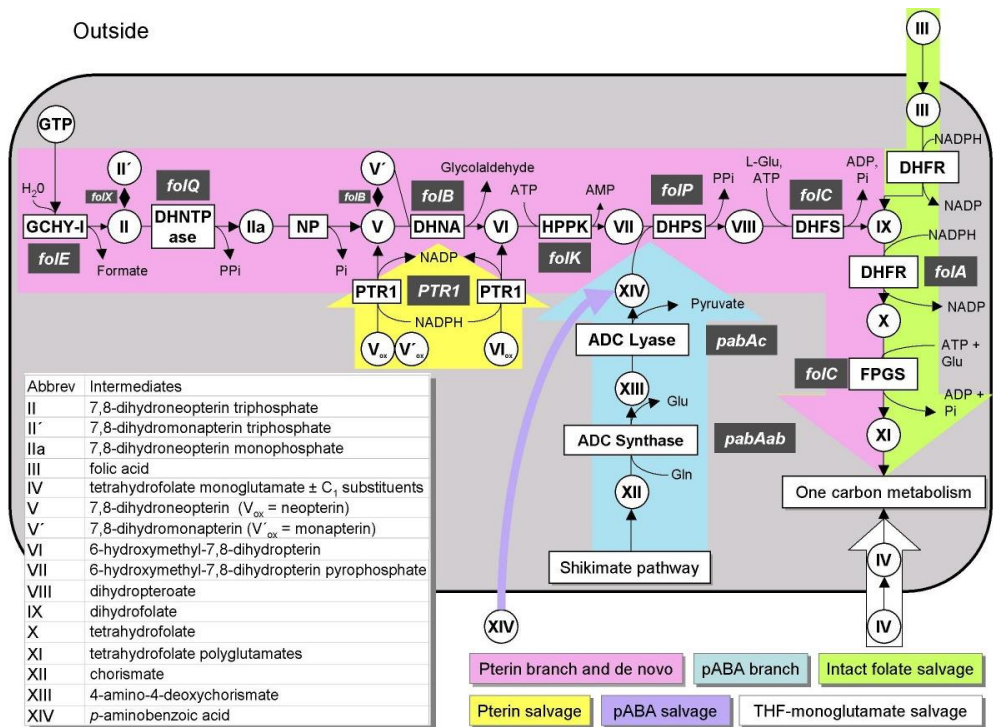 Outside
III
III
GTP
NADPH
DHFR
NADP
II´
V´
Glycolaldehyde
L-Glu,
ATP
ADP,
Pi
H₂0
folX
folQ
folB
folB
ATP
AMP
folP
PPi
folC
GCHY-I
II
DHNTP
ase
IIa
NP
V
DHNA
VI
HPPK
VII
DHPS
VIII
DHFS
IX
folE
Formate
PPi
Pi
folK
NADPH
NADP
PTR1
PTR1
PTR1
NADPH
XIV
DHFR
folA
Pyruvate
NADP
V ox
V´ ox
VI ox
ADC Lyase
pabAc
X
ATP +
Glu
folC
FPGS
XIII
Glu
ADP +
Pi
ADC Synthase
pabAab
XI
Gln
XII
One carbon metabolism
Shikimate pathway
IV
XIV
IV
Abbrev Intermediates
II 7,8-dihydroneopterin triphosphate
II´ 7,8-dihydromonapterin triphosphate
IIa 7,8-dihydroneopterin monophosphate
III folic acid
IV tetrahydrofolate monoglutamate ± C₁ substituents
V 7,8-dihydroneopterin (V ox = neopterin)
V´ 7,8-dihydromonapterin (V´ ox = monapterin)
VI 6-hydroxymethyl-7,8-dihydropterin
VII 6-hydroxymethyl-7,8-dihydropterin pyrophosphate
VIII dihydropteroate
IX dihydrofolate
X tetrahydrofolate
XI tetrahydrofolate polyglutamates
XII chorismate
XIII 4-amino-4-deoxychorismate
XIV p-aminobenzoic acid
Pterin branch and de novo
pABA branch
Intact folate salvage
Pterin salvage
pABA salvage
THF-monoglutamate salvage